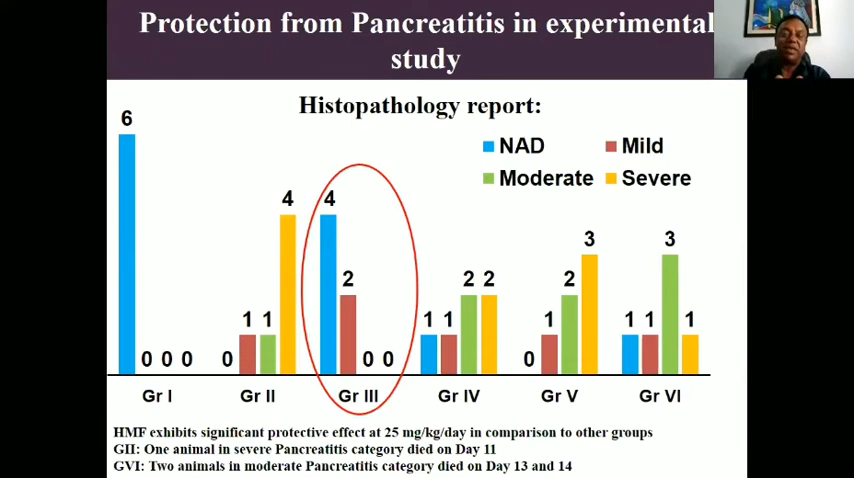 Protection from Pancreatitis in experimental
study
Histopathology report:
NAD Mild
Moderate Severe
6 0 0 0
0 1 1 4
4 2 0 0
1 1 2 2
0 1 2 3
1 1 3 1
Gr I Gr II Gr III Gr IV Gr V Gr VI
HMF exhibits significant protective effect at 25 mg/kg/day in comparison to other groups
GII: One animal in severe Pancreatitis category died on Day 11
GVI: Two animals in moderate Pancreatitis category died on Day 13 and 14